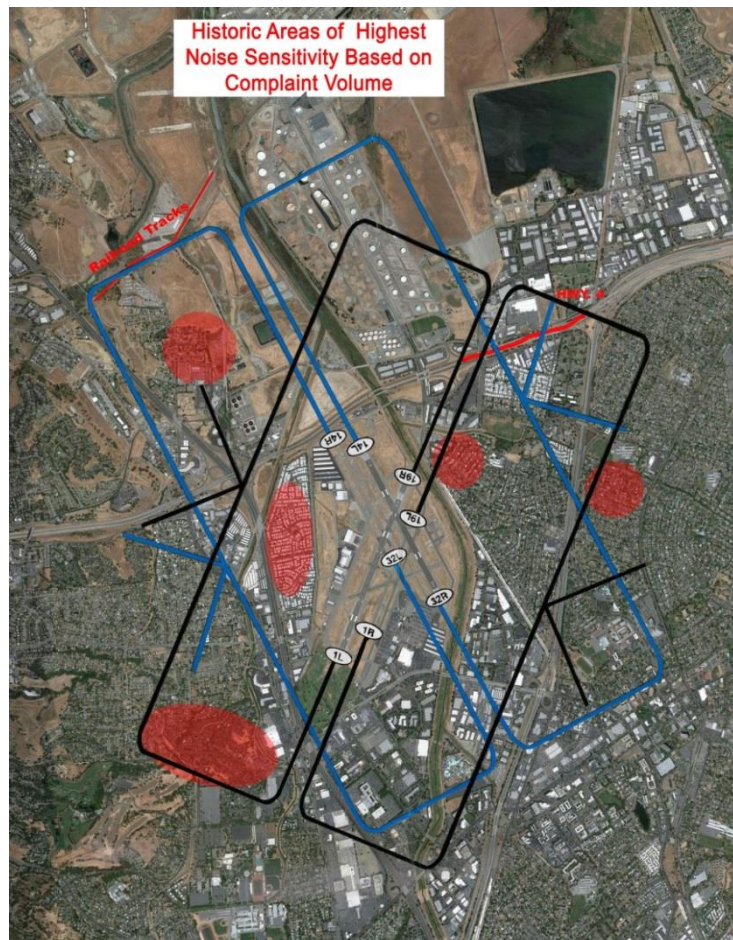 Historic Areas of Highest
Noise Sensitivity Based on
Complaint Volume
Railroad Tracks
HWY. 4
14R
14L
19R
19L
32L
32R
1R
1L